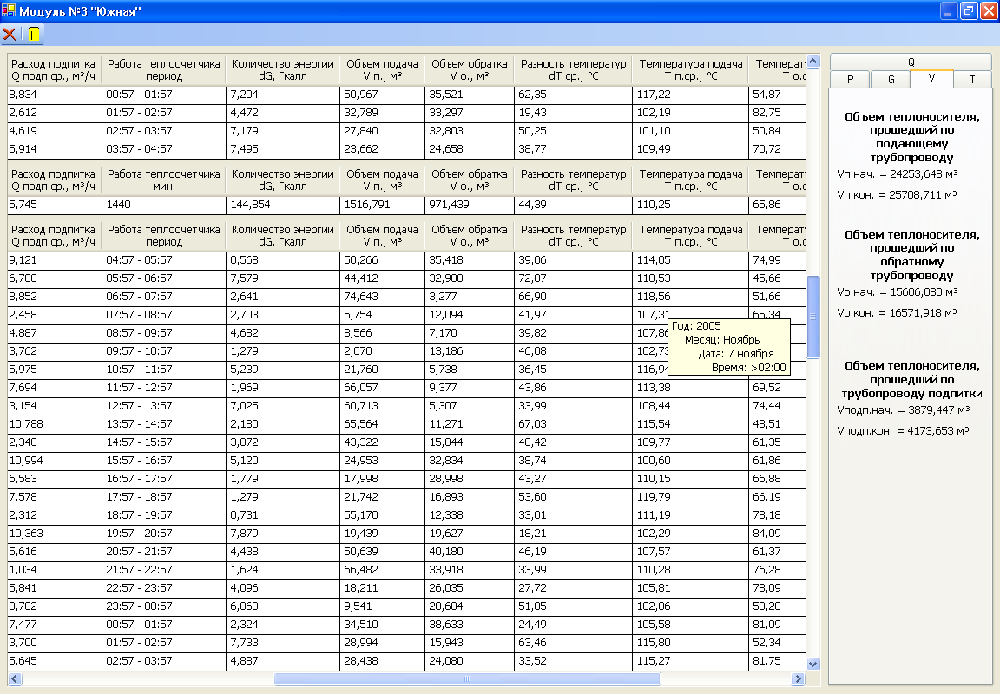 Модуль №3 "Южная"
Расход подпитка Работа теплосчетчика Количество энергии Объем подача Объем обратка Разность температур Температура подача Температ
Q подп.ср., м³/ч период dG, Гкалл V п., м³ V о., м³ dT ср., °С Т п.ср., °С Т о.с
8,834 00:57 - 01:57 7,204 50,967 35,521 62,35 117,22 54,87
2,612 01:57 - 02:57 4,472 32,789 33,297 19,43 102,19 82,75
4,619 02:57 - 03:57 7,179 27,840 32,803 50,25 101,10 50,84
5,914 03:57 - 04:57 7,495 23,662 24,658 38,77 109,49 70,72
Расход подпитка Работа теплосчетчика Количество энергии Объем подача Объем обратка Разность температур Температура подача Температ
Q подп.ср., м³/ч мин. dG, Гкалл V п., м³ V о., м³ dT ср., °С Т п.ср., °С Т о.с
5,745 1440 144,854 1516,791 971,439 44,39 110,25 65,86
Расход подпитка Работа теплосчетчика Количество энергии Объем подача Объем обратка Разность температур Температура подача Температ
Q подп.ср., м³/ч период dG, Гкалл V п., м³ V о., м³ dT ср., °С Т п.ср., °С Т о.с
9,121 04:57 - 05:57 0,568 50,266 35,418 39,06 114,05 74,99
6,780 05:57 - 06:57 7,579 44,412 32,988 72,87 118,53 45,66
8,852 06:57 - 07:57 2,641 74,643 3,277 66,90 118,56 51,66
2,458 07:57 - 08:57 2,703 5,754 12,094 41,97 107,31 65,34
4,887 08:57 - 09:57 4,682 8,566 7,170 39,82 107,86
3,762 09:57 - 10:57 1,279 2,070 13,186 46,08 102,73
5,975 10:57 - 11:57 5,239 21,760 5,738 36,45 116,94
7,694 11:57 - 12:57 1,969 66,057 9,377 43,86 113,38 69,52
3,154 12:57 - 13:57 7,025 60,713 5,307 33,99 108,44 74,44
10,788 13:57 - 14:57 2,180 65,564 11,271 67,03 115,54 48,51
2,348 14:57 - 15:57 3,072 43,322 15,844 48,42 109,77 61,35
10,994 15:57 - 16:57 5,120 24,953 32,834 38,74 100,60 61,86
6,583 16:57 - 17:57 1,779 17,998 28,998 43,27 110,15 66,88
7,578 17:57 - 18:57 1,279 21,742 16,893 53,60 119,79 66,19
2,312 18:57 - 19:57 0,731 55,170 12,338 33,01 111,19 78,18
10,363 19:57 - 20:57 7,879 19,439 19,627 18,21 102,29 84,09
5,616 20:57 - 21:57 4,438 50,639 40,180 46,19 107,57 61,37
1,034 21:57 - 22:57 1,624 66,482 33,918 33,99 110,28 76,28
5,841 22:57 - 23:57 4,096 18,211 26,035 27,72 105,81 78,09
3,702 23:57 - 00:57 6,060 9,541 20,684 51,85 102,06 50,20
7,477 00:57 - 01:57 2,324 34,510 38,633 24,49 105,58 81,09
3,700 01:57 - 02:57 7,733 28,994 15,943 63,46 115,80 52,34
5,645 02:57 - 03:57 4,887 28,438 24,080 33,52 115,27 81,75
Год: 2005
Месяц: Ноябрь
Дата: 7 ноября
Время: >02:00
Q
P G V T
Объем теплоносителя,
прошедший по
подающему
трубопроводу
Vп.нач. = 24253,648 м³
Vп.кон. = 25708,711 м³
Объем теплоносителя,
прошедший по
обратному
трубопроводу
Vо.нач. = 15606,080 м³
Vо.кон. = 16571,918 м³
Объем теплоносителя,
прошедший по
трубопроводу подпитки
Vподп.нач. = 3879,447 м³
Vподп.кон. = 4173,653 м³